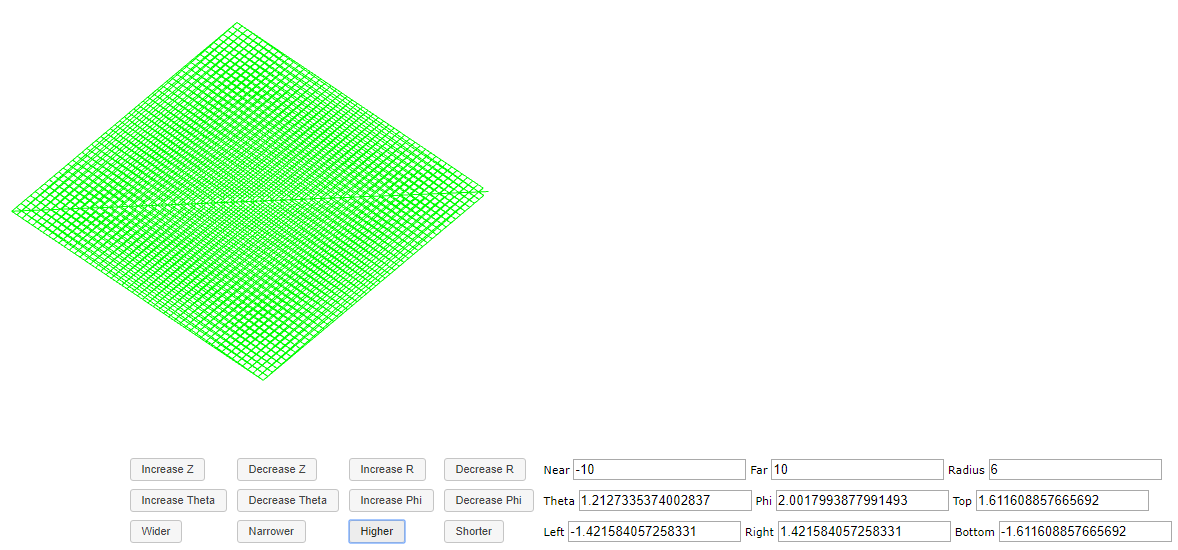 Increase Z Decrease Z Increase R Decrease R Near -10 Far 10 Radius 6
Increase Theta Decrease Theta Increase Phi Decrease Phi Theta 1.2127335374002837 Phi 2.0017993877991493 Top 1.611608857665692
Wider Narrower Higher Shorter Left -1.421584057258331 Right 1.421584057258331 Bottom -1.611608857665692